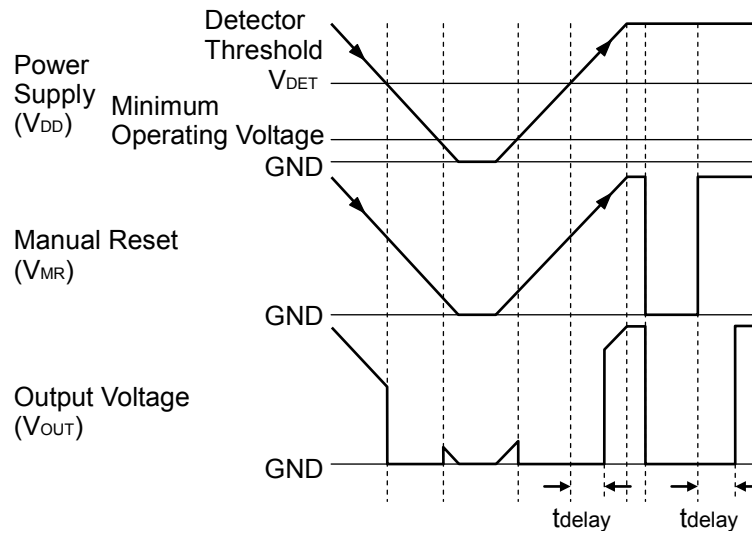 Detector
Threshold
VDET
Power
Supply
(VDD)
Minimum
Operating Voltage
GND
Manual Reset
(VMR)
GND
Output Voltage
(VOUT)
GND
tdelay
tdelay